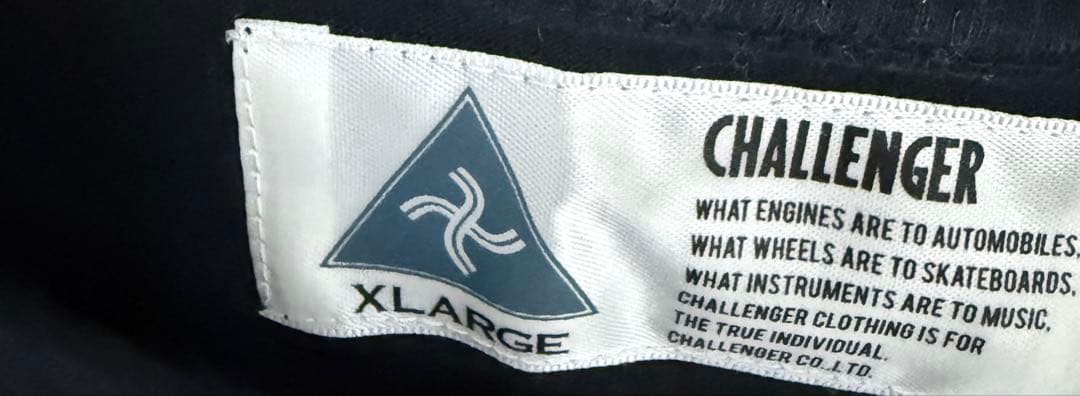 XLARGE
CHALLENGER
WHAT ENGINES ARE TO AUTOMOBILES,
WHAT WHEELS ARE TO SKATEBOARDS,
WHAT INSTRUMENTS ARE TO MUSIC,
CHALLENGER CLOTHING IS FOR
THE TRUE INDIVIDUAL.
CHALLENGER CO.,LTD.